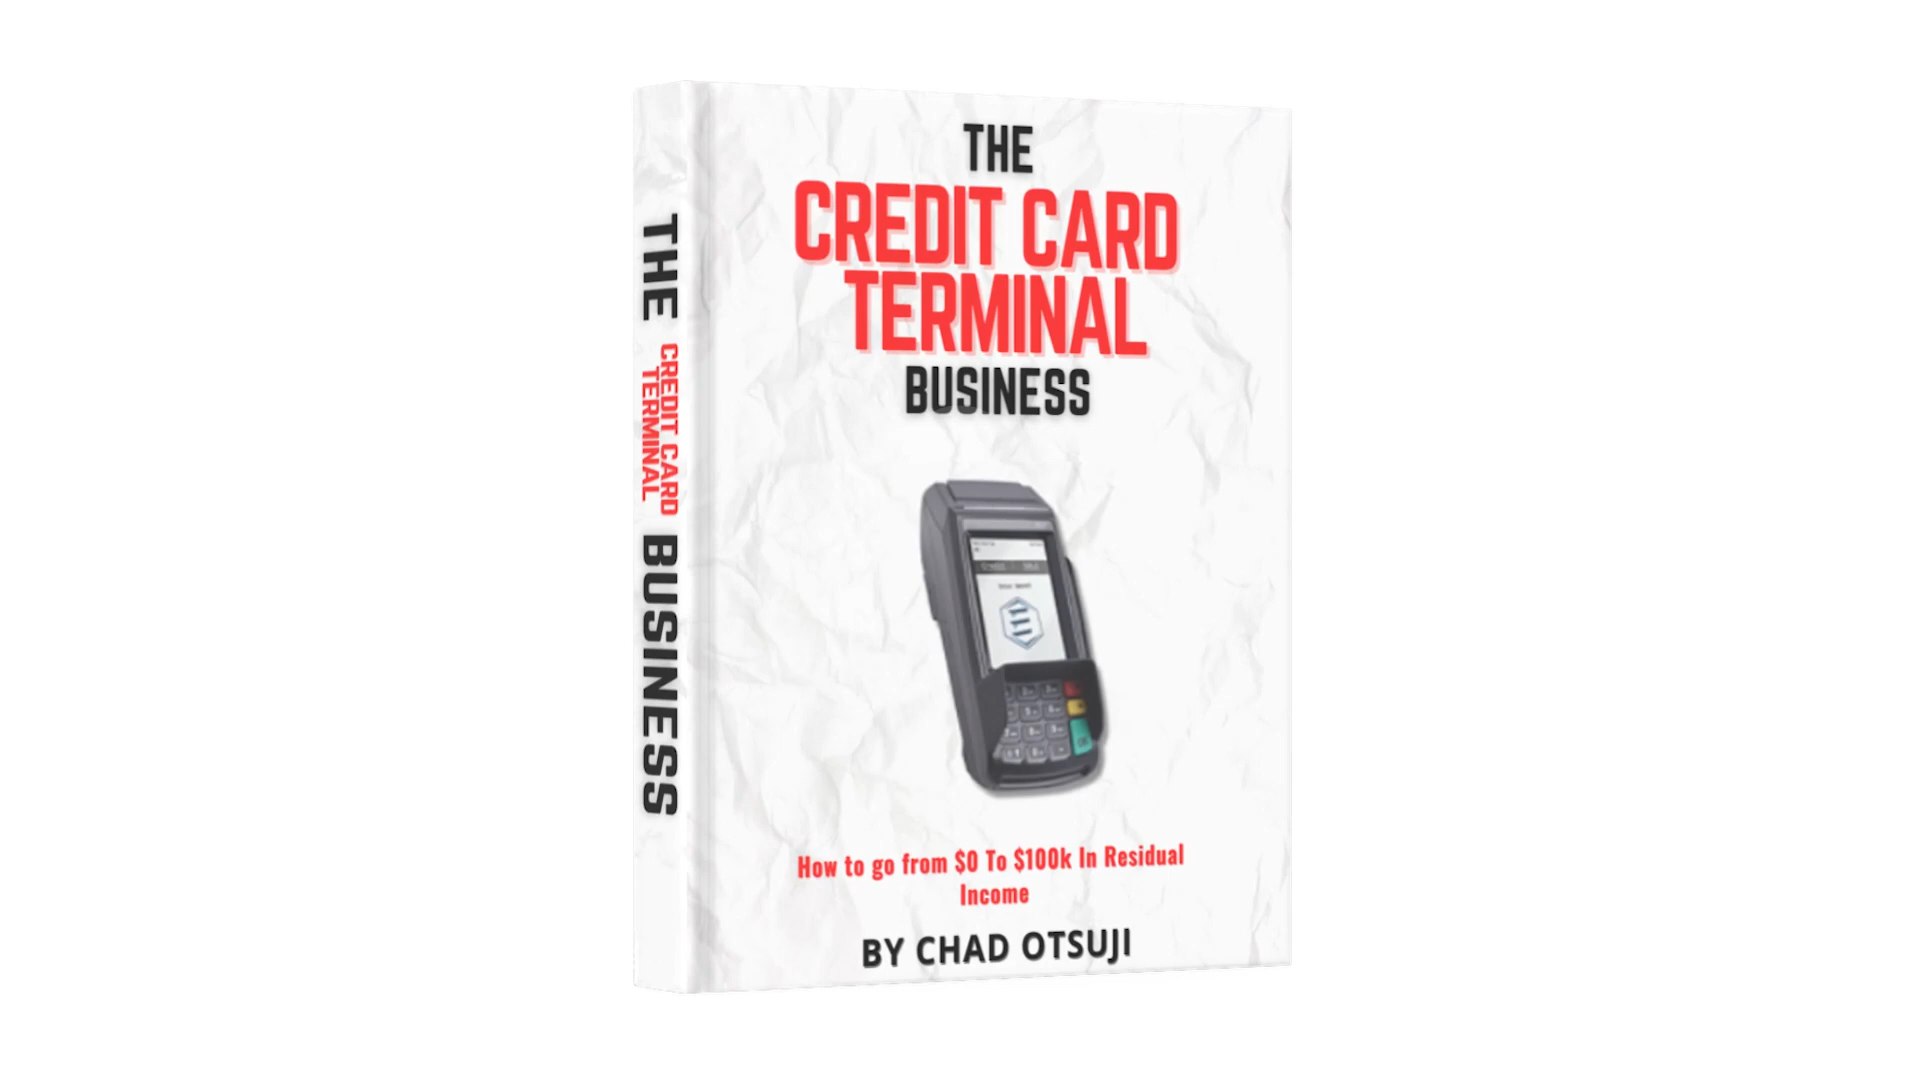 THE
CREDIT CARD
TERMINAL
BUSINESS
How to go from $0 To $100k In Residual
Income
BY CHAD OTSUJI
THE
CREDIT CARD
TERMINAL
BUSINESS